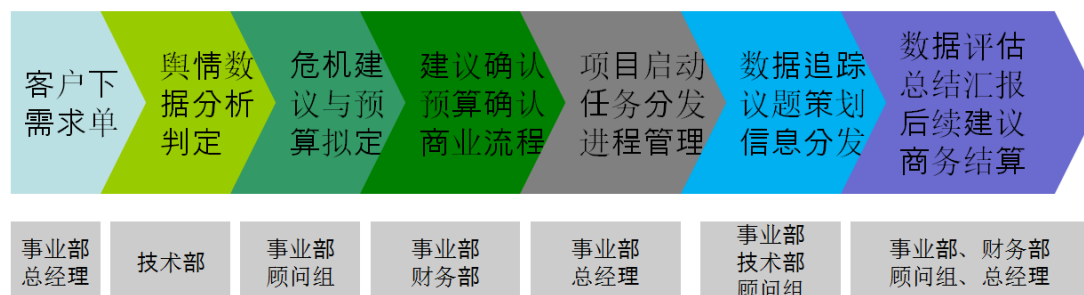 客户下
需求单
舆情数
据分析
判定
危机建
议与预
算拟定
建议确认
预算确认
商业流程
项目启动
任务分发
进程管理
数据追踪
议题策划
信息分发
数据评估
总结汇报
后续建议
商务结算
事业部
总经理
技术部
事业部
顾问组
事业部
财务部
事业部
总经理
事业部
技术部
顾问组
事业部、财务部
顾问组、总经理